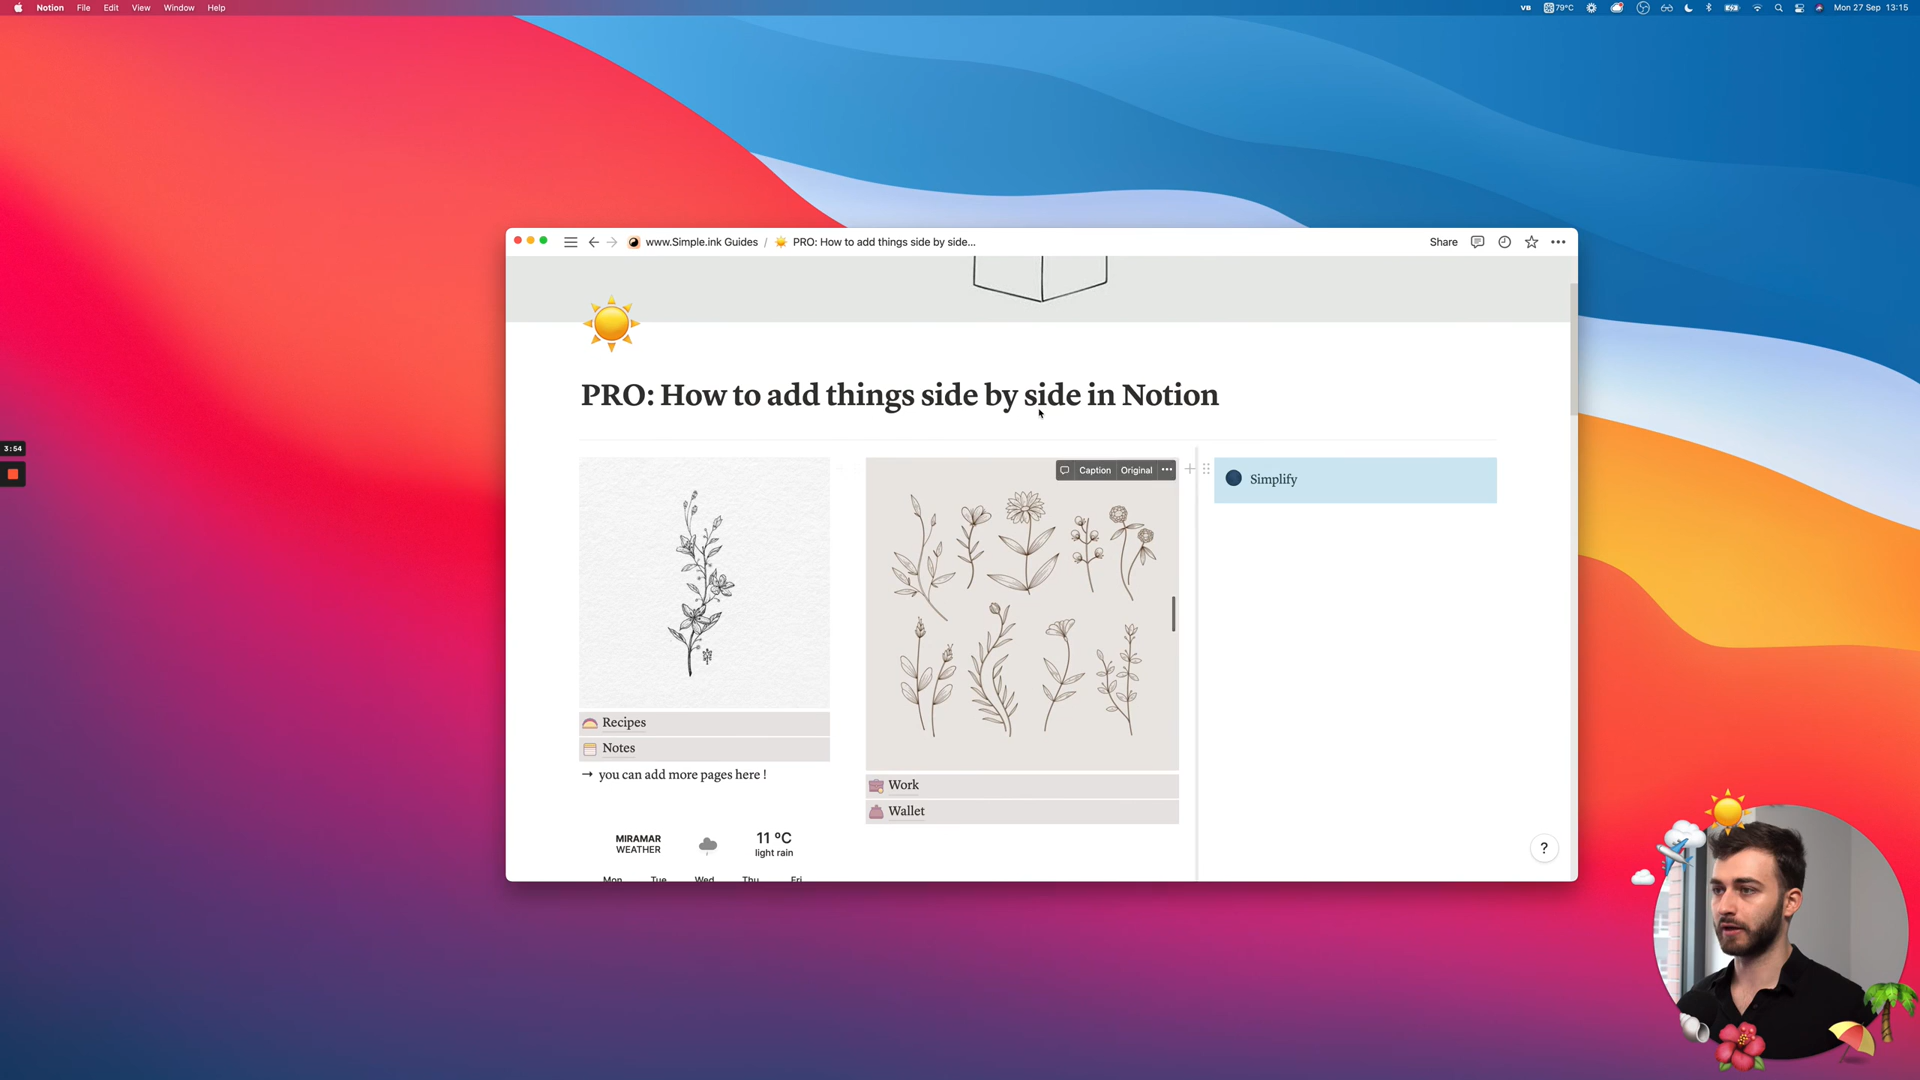 Notion File Edit View Window Help
VB 79°C Mon 27 Sep 13:15
www.Simple.ink Guides / PRO: How to add things side by side...
Share
PRO: How to add things side by side in Notion
3:54
Caption Original
Simplify
Recipes
Notes
→ you can add more pages here !
Work
Wallet
MIRAMAR
WEATHER
11 °C
light rain
Mon Tue Wed Thu Fri
?